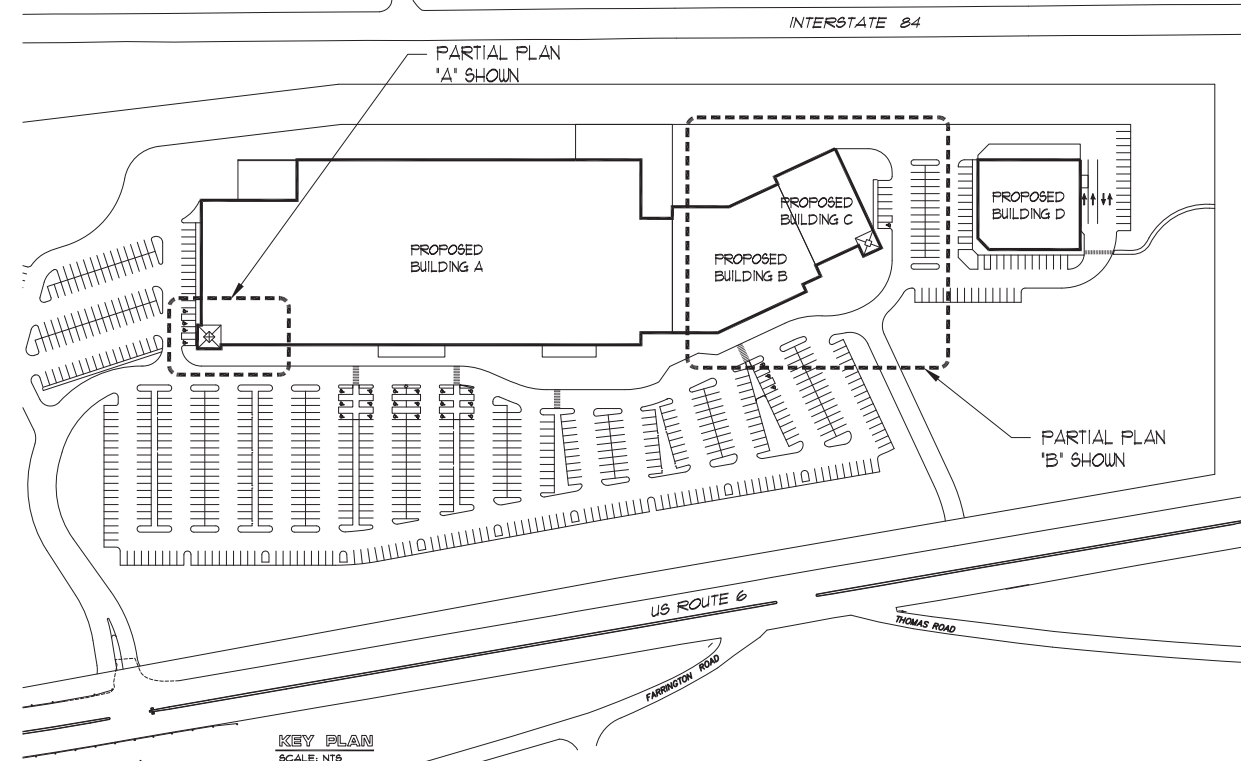 INTERSTATE 84
PARTIAL PLAN
"A" SHOWN
PROPOSED
BUILDING A
PROPOSED
BUILDING B
PROPOSED
BUILDING C
PROPOSED
BUILDING D
PARTIAL PLAN
"B" SHOWN
US ROUTE 6
THOMAS ROAD
FARRINGTON ROAD
KEY PLAN
SCALE: NTS